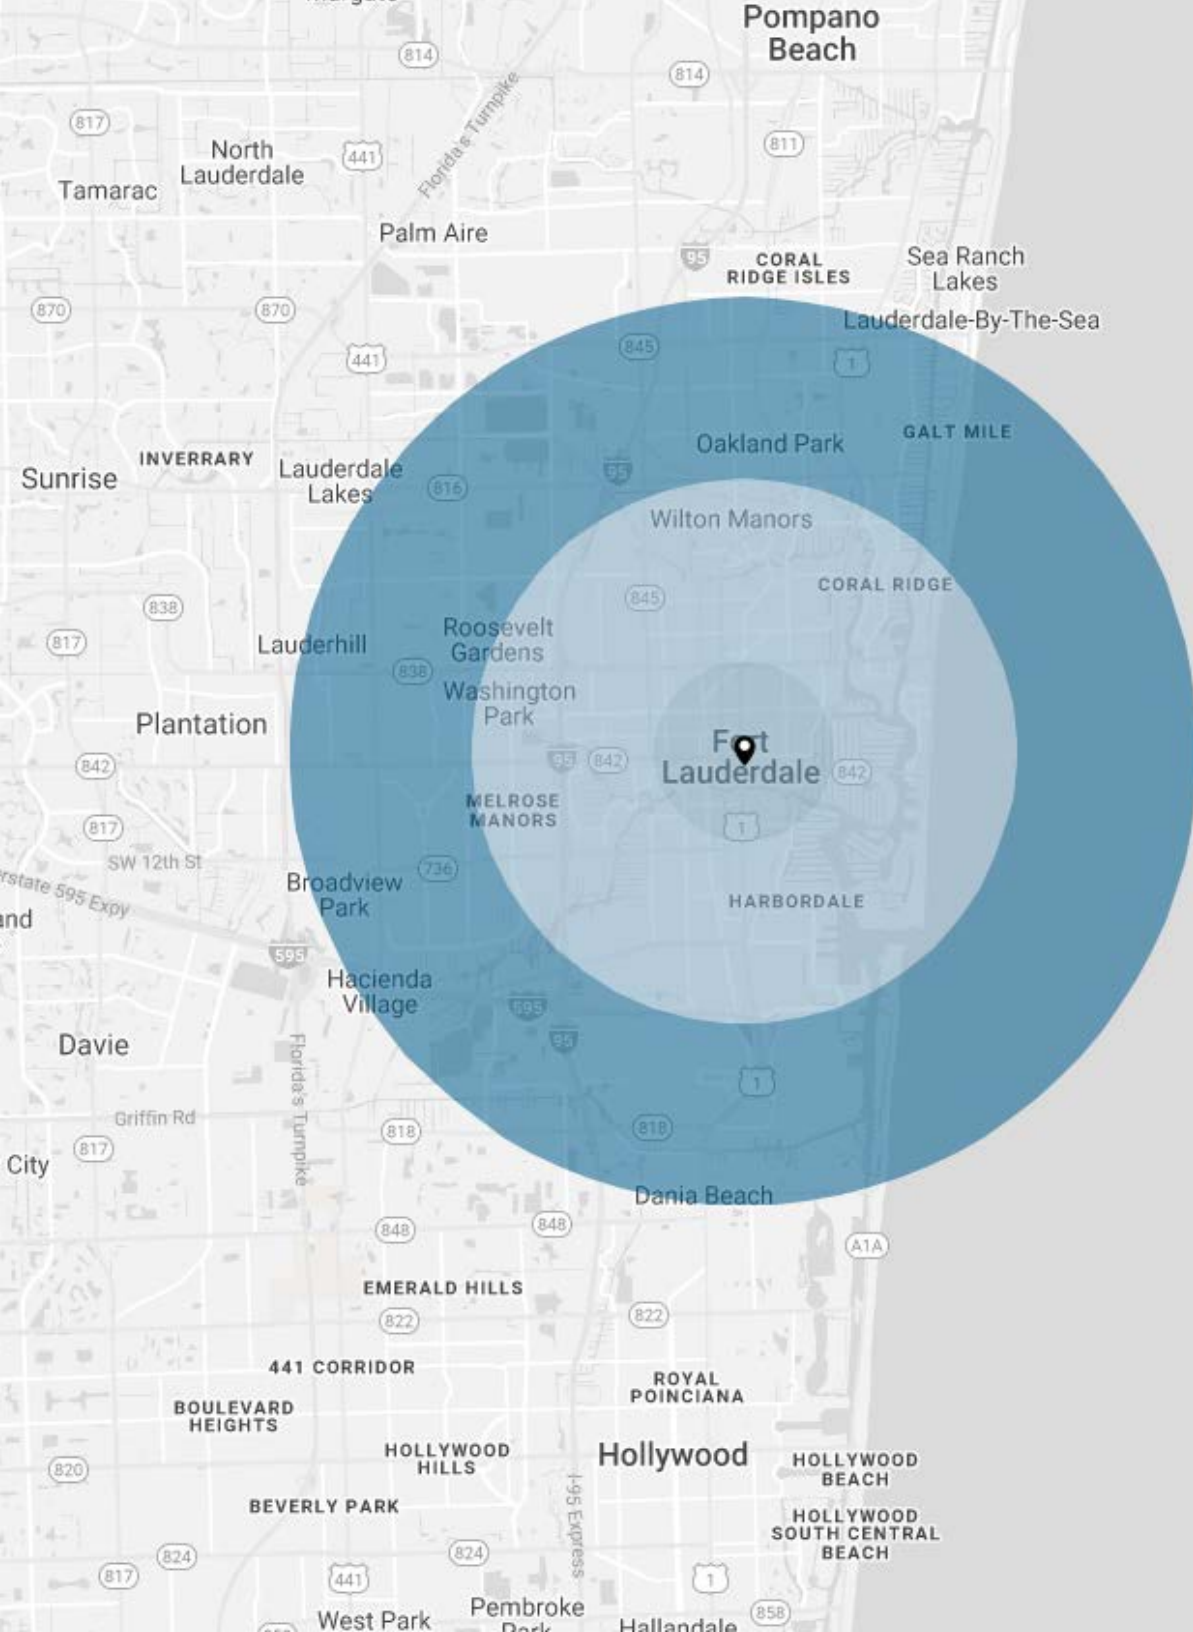 Pompano
Beach
814
814
817
811
North
Lauderdale
441
Florida's Turnpike
Tamarac
Palm Aire
95
CORAL
RIDGE ISLES
Sea Ranch
Lakes
870
870
Lauderdale-By-The-Sea
845
441
1
GALT MILE
Oakland Park
INVERRARY
Lauderdale
Lakes
95
Sunrise
816
Wilton Manors
CORAL RIDGE
838
845
817
Lauderhill
Roosevelt
Gardens
838
Washington
Park
Plantation
Fort
Lauderdale
842
95
842
842
MELROSE
MANORS
817
1
SW 12th St
736
Broadview
Park
HARBORDALE
Interstate 595 Expy
595
Hacienda
Village
595
95
Davie
Florida's Turnpike
1
Griffin Rd
817
818
818
City
Dania Beach
848
848
A1A
EMERALD HILLS
822
822
441 CORRIDOR
ROYAL
POINCIANA
BOULEVARD
HEIGHTS
HOLLYWOOD
HILLS
Hollywood
HOLLYWOOD
BEACH
820
I-95 Express
BEVERLY PARK
HOLLYWOOD
SOUTH CENTRAL
BEACH
824
824
817
441
1
West Park
Pembroke
Park
858
Hallandale